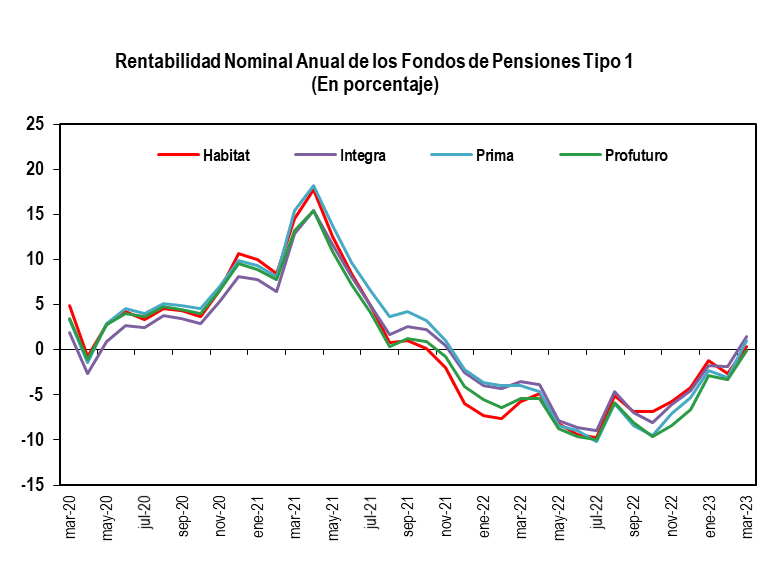 Rentabilidad Nominal Anual de los Fondos de Pensiones Tipo 1
(En porcentaje)
25
20
15
10
5
0
-5
-10
-15
Habitat Integra Prima Profuturo
mar-20 may-20 jul-20 sep-20 nov-20 ene-21 mar-21 may-21 jul-21 sep-21 nov-21 ene-22 mar-22 may-22 jul-22 sep-22 nov-22 ene-23 mar-23